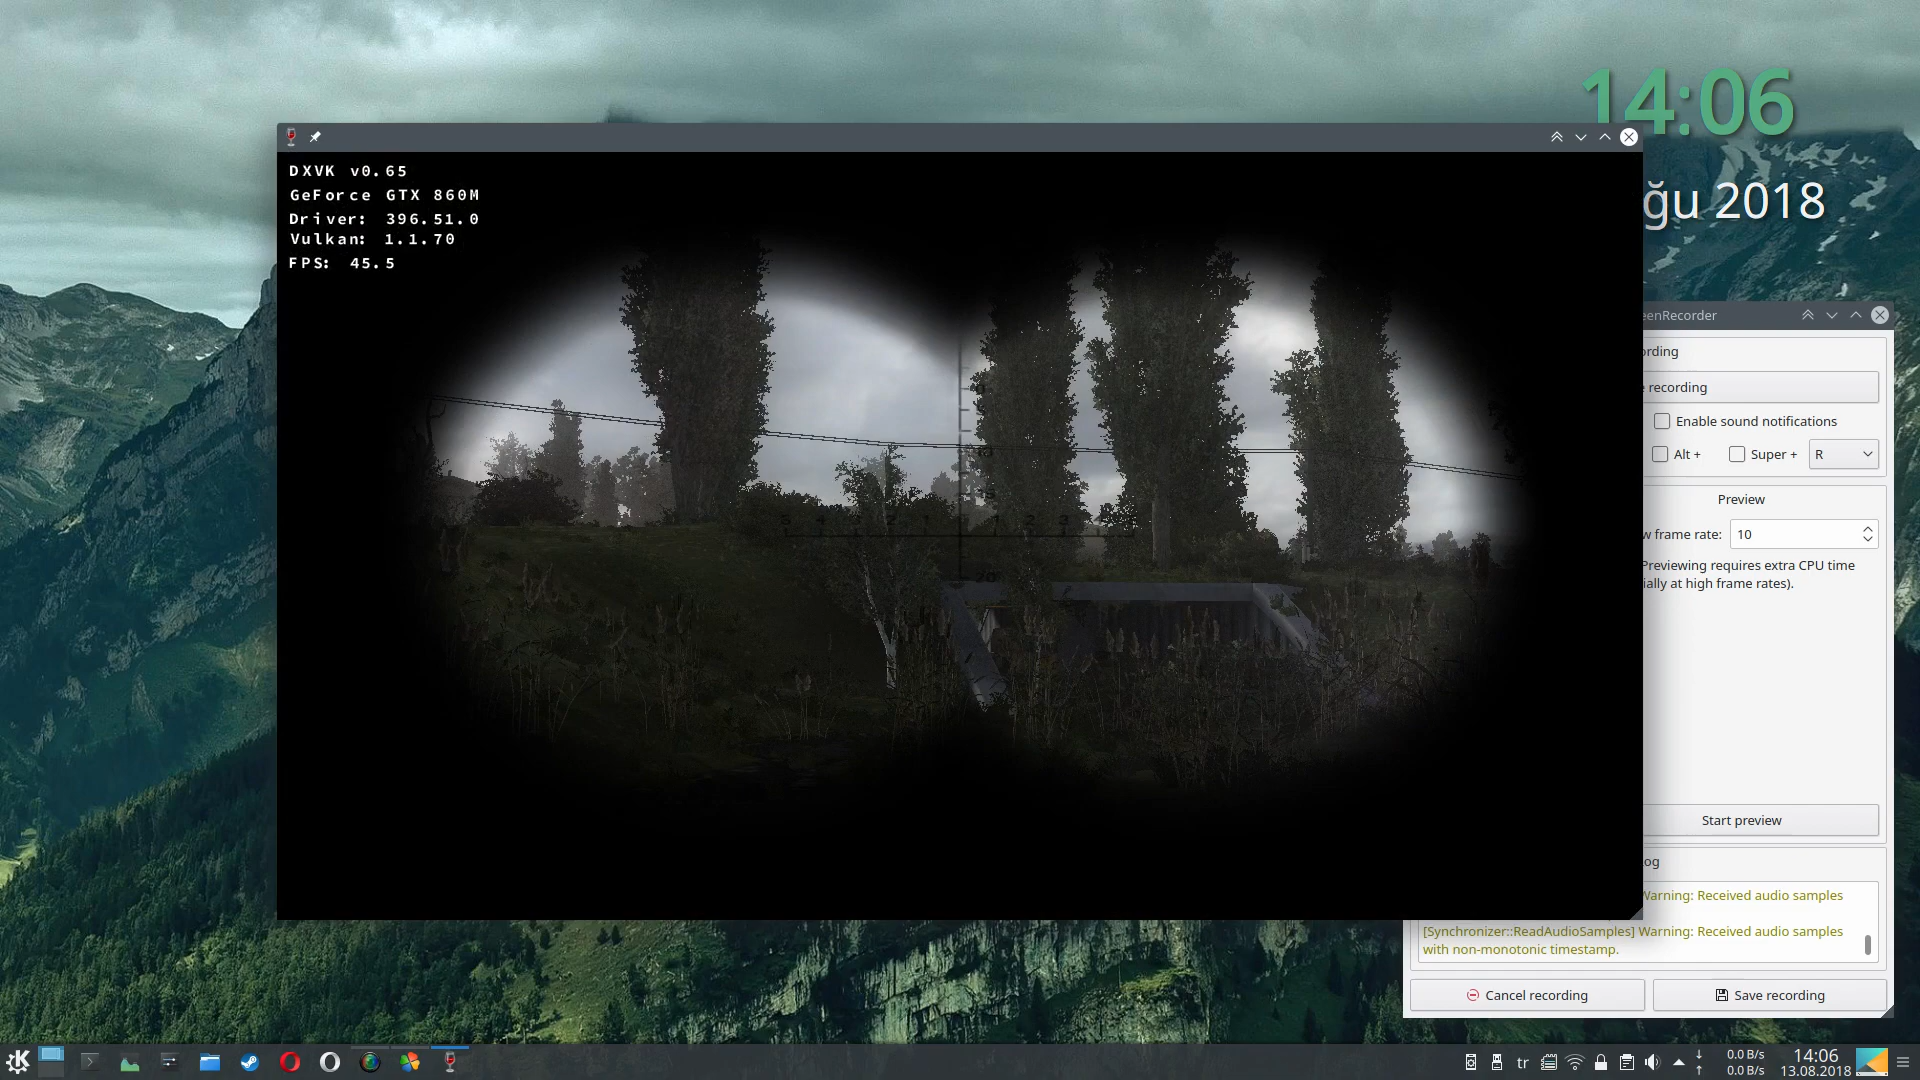 14:06
ğu 2018
DXVK v0.65
GeForce GTX 860M
Driver: 396.51.0
Vulkan: 1.1.70
FPS: 45.5
eenRecorder
ording
e recording
Enable sound notifications
Alt +
Super +
R
Preview
w frame rate:
10
Previewing requires extra CPU time
ially at high frame rates).
Start preview
og
Warning: Received audio samples
[Synchronizer::ReadAudioSamples] Warning: Received audio samples
with non-monotonic timestamp.
Cancel recording
Save recording
tr
0.0 B/s
0.0 B/s
14:06
13.08.2018